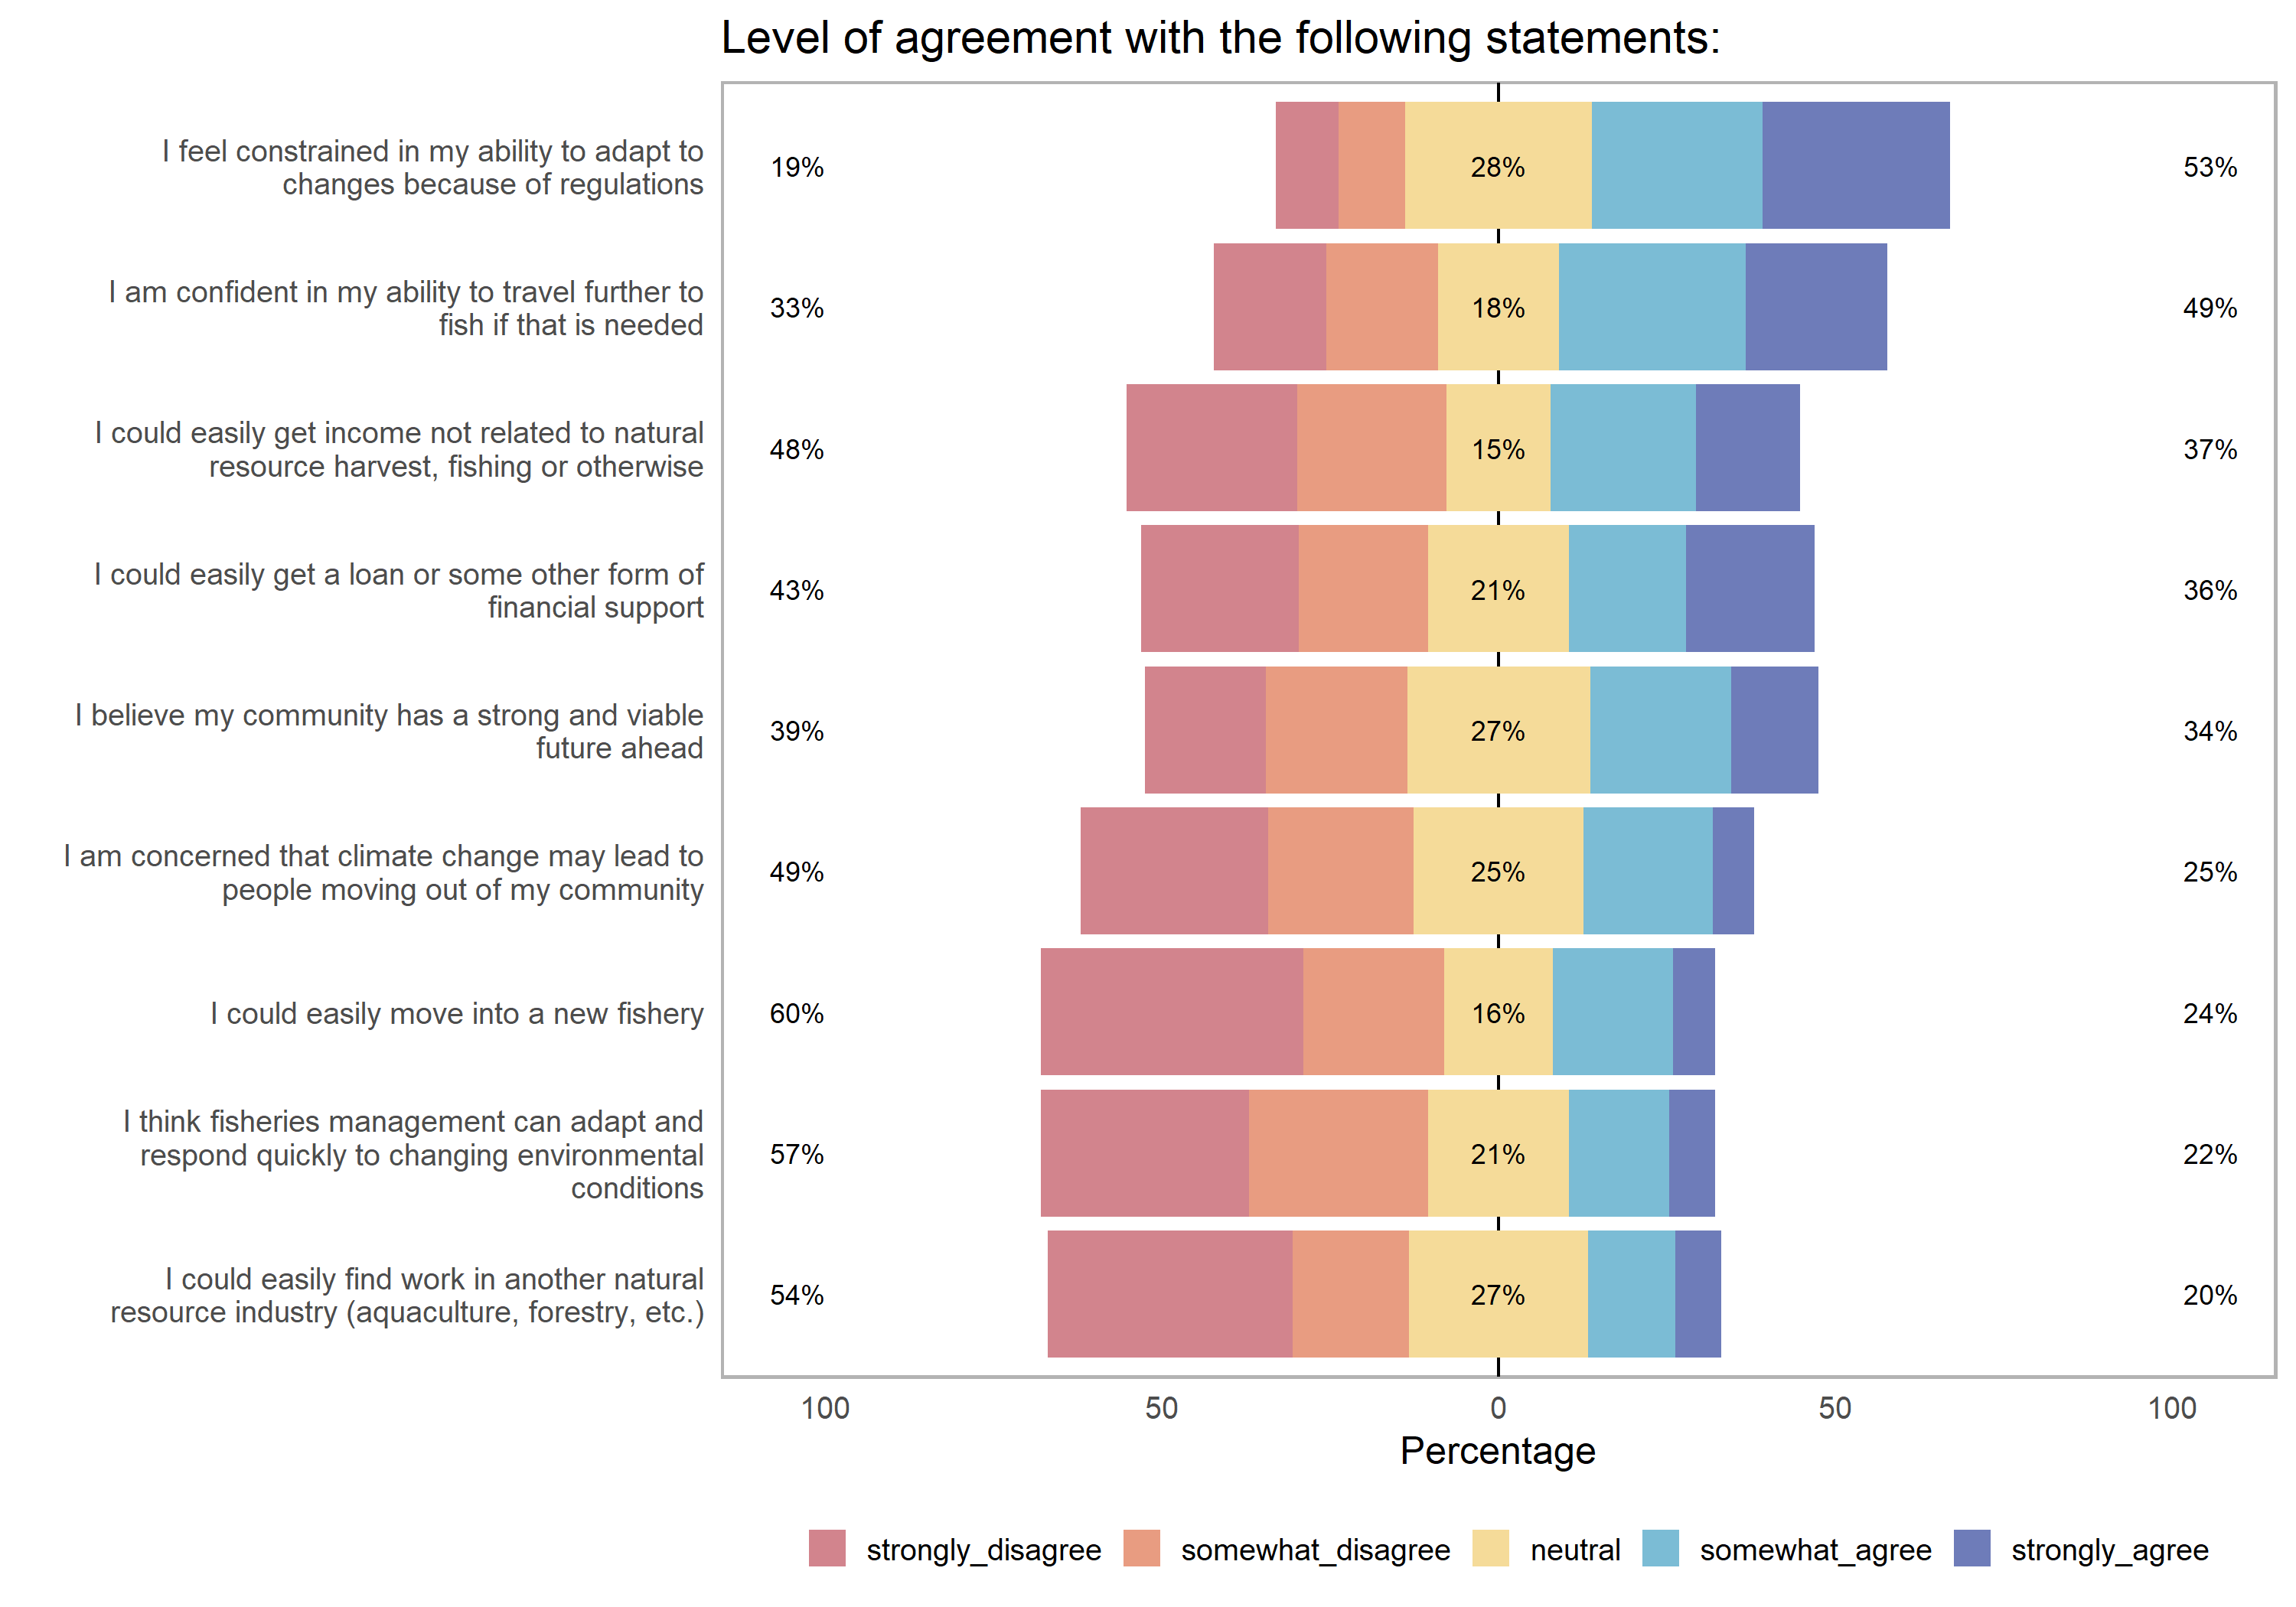 Level of agreement with the following statements:
I feel constrained in my ability to adapt to
changes because of regulations
19%
28%
53%
I am confident in my ability to travel further to
fish if that is needed
33%
18%
49%
I could easily get income not related to natural
resource harvest, fishing or otherwise
48%
15%
37%
I could easily get a loan or some other form of
financial support
43%
21%
36%
I believe my community has a strong and viable
future ahead
39%
27%
34%
I am concerned that climate change may lead to
people moving out of my community
49%
25%
25%
I could easily move into a new fishery
60%
16%
24%
I think fisheries management can adapt and
respond quickly to changing environmental
conditions
57%
21%
22%
I could easily find work in another natural
resource industry (aquaculture, forestry, etc.)
54%
27%
20%
100 50 0 50 100
Percentage
strongly_disagree somewhat_disagree neutral somewhat_agree strongly_agree